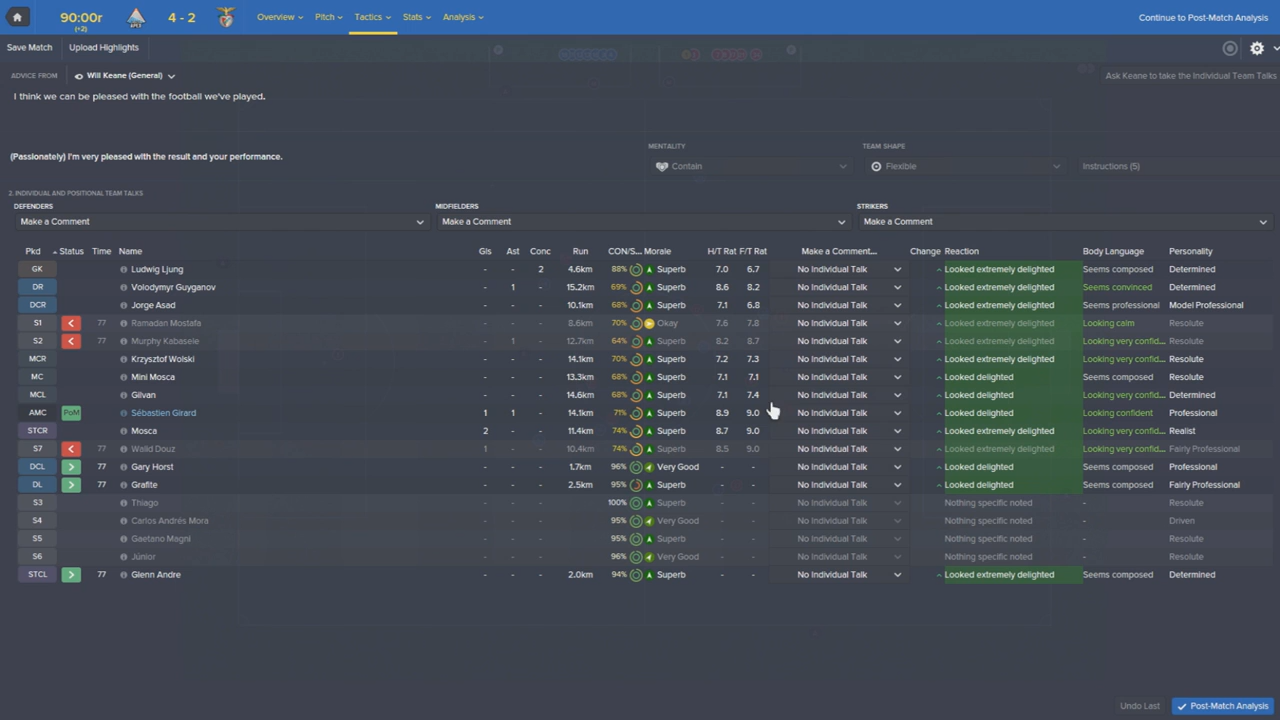 90:00r
(+2)
4 - 2
Overview
Pitch
Tactics
Stats
Analysis
Continue to Post-Match Analysis
Save Match
Upload Highlights
ADVICE FROM
Will Keane (General)
Ask Keane to take the Individual Team Talks
I think we can be pleased with the football we've played.
(Passionately) I'm very pleased with the result and your performance.
MENTALITY
TEAM SHAPE
Contain
Flexible
Instructions (5)
2. INDIVIDUAL AND POSITIONAL TEAM TALKS
DEFENDERS
MIDFIELDERS
STRIKERS
Make a Comment
Make a Comment
Make a Comment
Pkd Status Time Name Gls Ast Conc Run CON/S... Morale H/T Rat F/T Rat Make a Comment... Change Reaction Body Language Personality
GK Ludwig Ljung - - 2 4.6km 88% Superb 7.0 6.7 No Individual Talk Looked extremely delighted Seems composed Determined
DR Volodymyr Guyganov - 1 - 15.2km 69% Superb 8.6 8.2 No Individual Talk Looked extremely delighted Seems convinced Determined
DCR Jorge Asad - - - 10.1km 68% Superb 7.1 6.8 No Individual Talk Looked extremely delighted Seems professional Model Professional
S1 77 Ramadan Mostafa - - - 8.6km 70% Okay 7.6 7.8 No Individual Talk Looked extremely delighted Looking calm Resolute
S2 77 Murphy Kabasele - 1 - 12.7km 64% Superb 8.2 8.7 No Individual Talk Looked extremely delighted Looking very confid... Resolute
MCR Krzysztof Wolski - - - 14.1km 70% Superb 7.2 7.3 No Individual Talk Looked extremely delighted Looking very confid... Resolute
MC Mini Mosca - - - 13.3km 68% Superb 7.1 7.1 No Individual Talk Looked delighted Seems composed Resolute
MCL Gilvan - - - 14.6km 68% Superb 7.1 7.4 No Individual Talk Looked delighted Looking very confid... Determined
AMC PoM Sébastien Girard 1 1 - 14.1km 71% Superb 8.9 9.0 No Individual Talk Looked delighted Looking confident Professional
STCR Mosca 2 - - 11.4km 74% Superb 8.7 9.0 No Individual Talk Looked extremely delighted Looking very confid... Realist
S7 77 Walid Douz 1 - - 10.4km 74% Superb 8.5 9.0 No Individual Talk Looked extremely delighted Looking very confid... Fairly Professional
DCL Gary Horst - - - 1.7km 96% Very Good - - No Individual Talk Looked delighted Seems composed Professional
DL 77 Grafite - - - 2.5km 95% Superb - - No Individual Talk Looked delighted Seems composed Fairly Professional
S3 Thiago 100% Superb No Individual Talk Nothing specific noted - Resolute
S4 Carlos Andrés Mora 95% Very Good No Individual Talk Nothing specific noted - Driven
S5 Gaetano Magni 95% Superb No Individual Talk Nothing specific noted - Resolute
S6 Júnior 96% Very Good No Individual Talk Nothing specific noted - Resolute
STCL 77 Glenn Andre - - - 2.0km 94% Superb - - No Individual Talk Looked extremely delighted Seems composed Determined
Undo Last
Post-Match Analysis